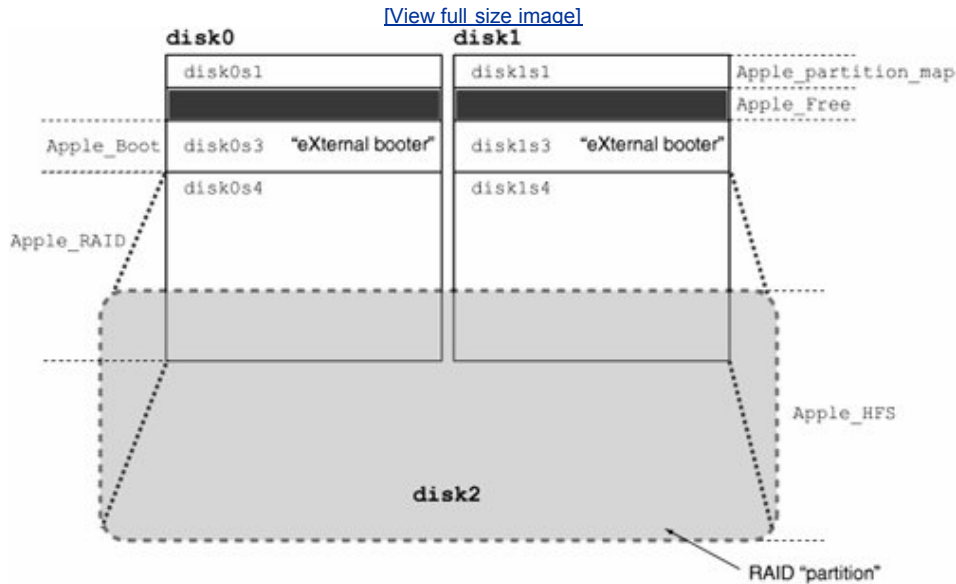 [View full size image]
disk0 disk1
disk0s1 disk1s1 Apple_partition_map
Apple_Free
Apple_Boot disk0s3 "eXternal booter" disk1s3 "eXternal booter"
disk0s4 disk1s4
Apple_RAID
Apple_HFS
disk2
RAID "partition"